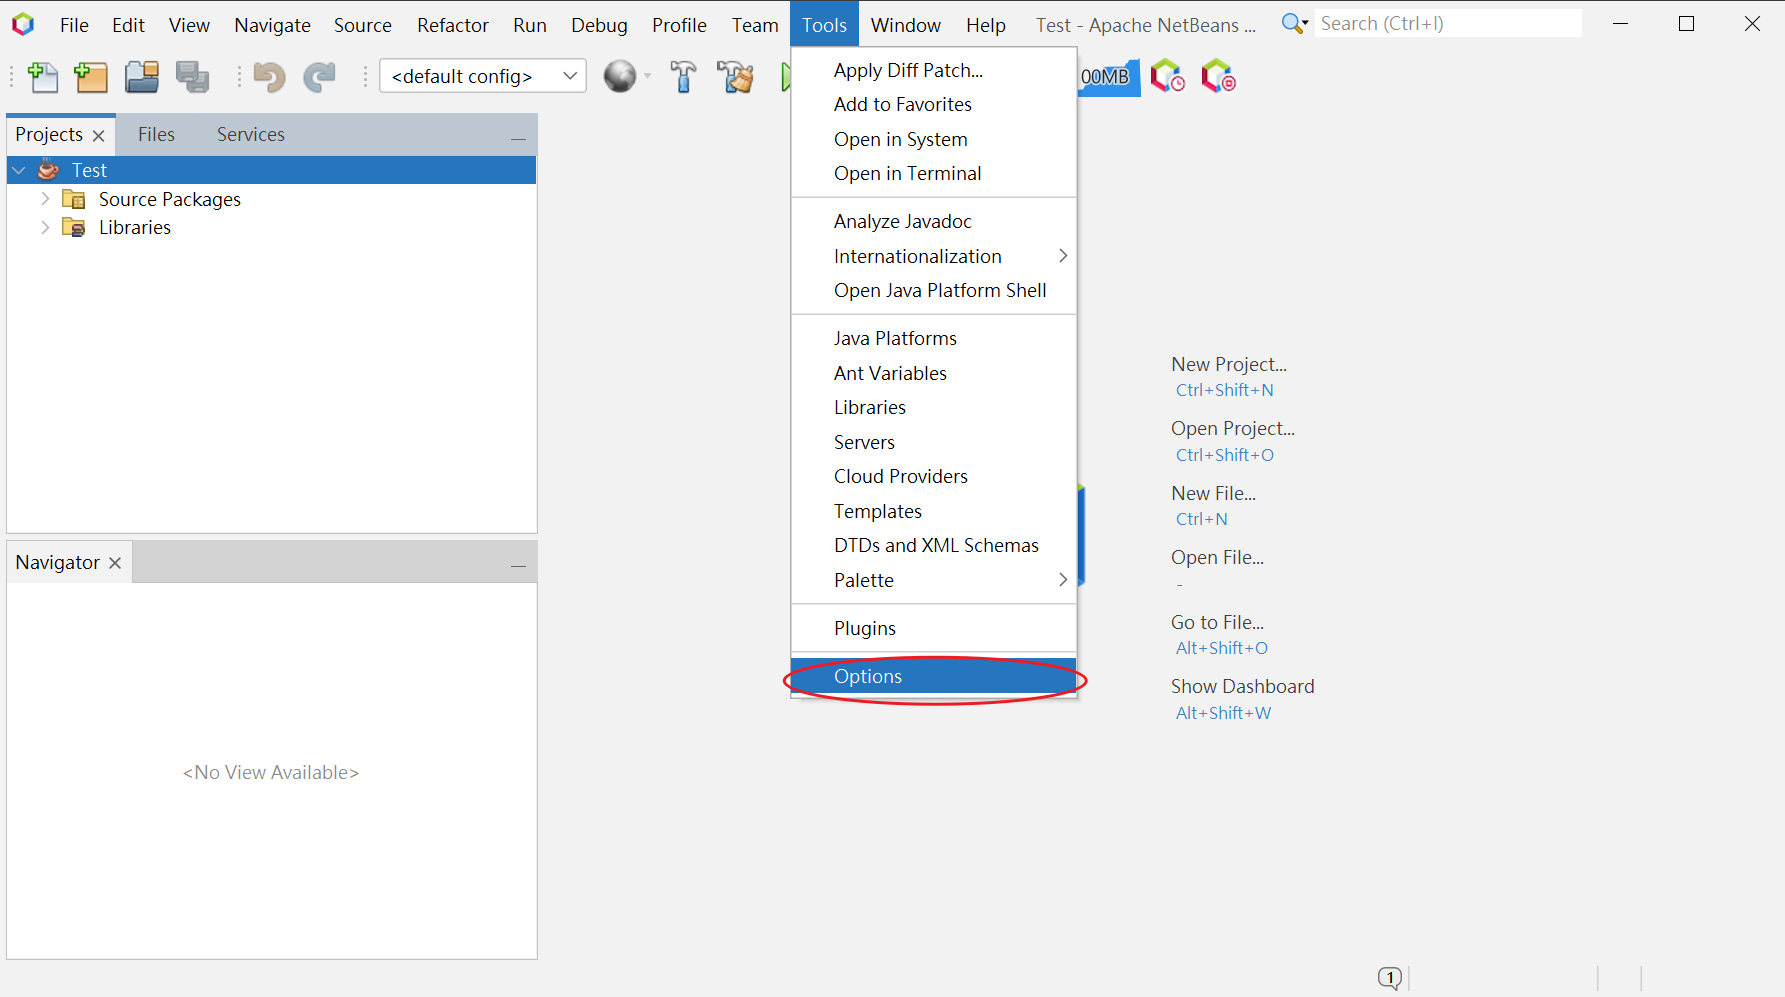 File Edit View Navigate Source Refactor Run Debug Profile Team Tools Window Help Test - Apache NetBeans ... Search (Ctrl+I)
<default config>
00MB
Projects Files Services
Test
Source Packages
Libraries
Navigator
<No View Available>
Apply Diff Patch...
Add to Favorites
Open in System
Open in Terminal
Analyze Javadoc
Internationalization
Open Java Platform Shell
Java Platforms
Ant Variables
Libraries
Servers
Cloud Providers
Templates
DTDs and XML Schemas
Palette
Plugins
Options
New Project...
Ctrl+Shift+N
Open Project...
Ctrl+Shift+O
New File...
Ctrl+N
Open File...
-
Go to File...
Alt+Shift+O
Show Dashboard
Alt+Shift+W
1